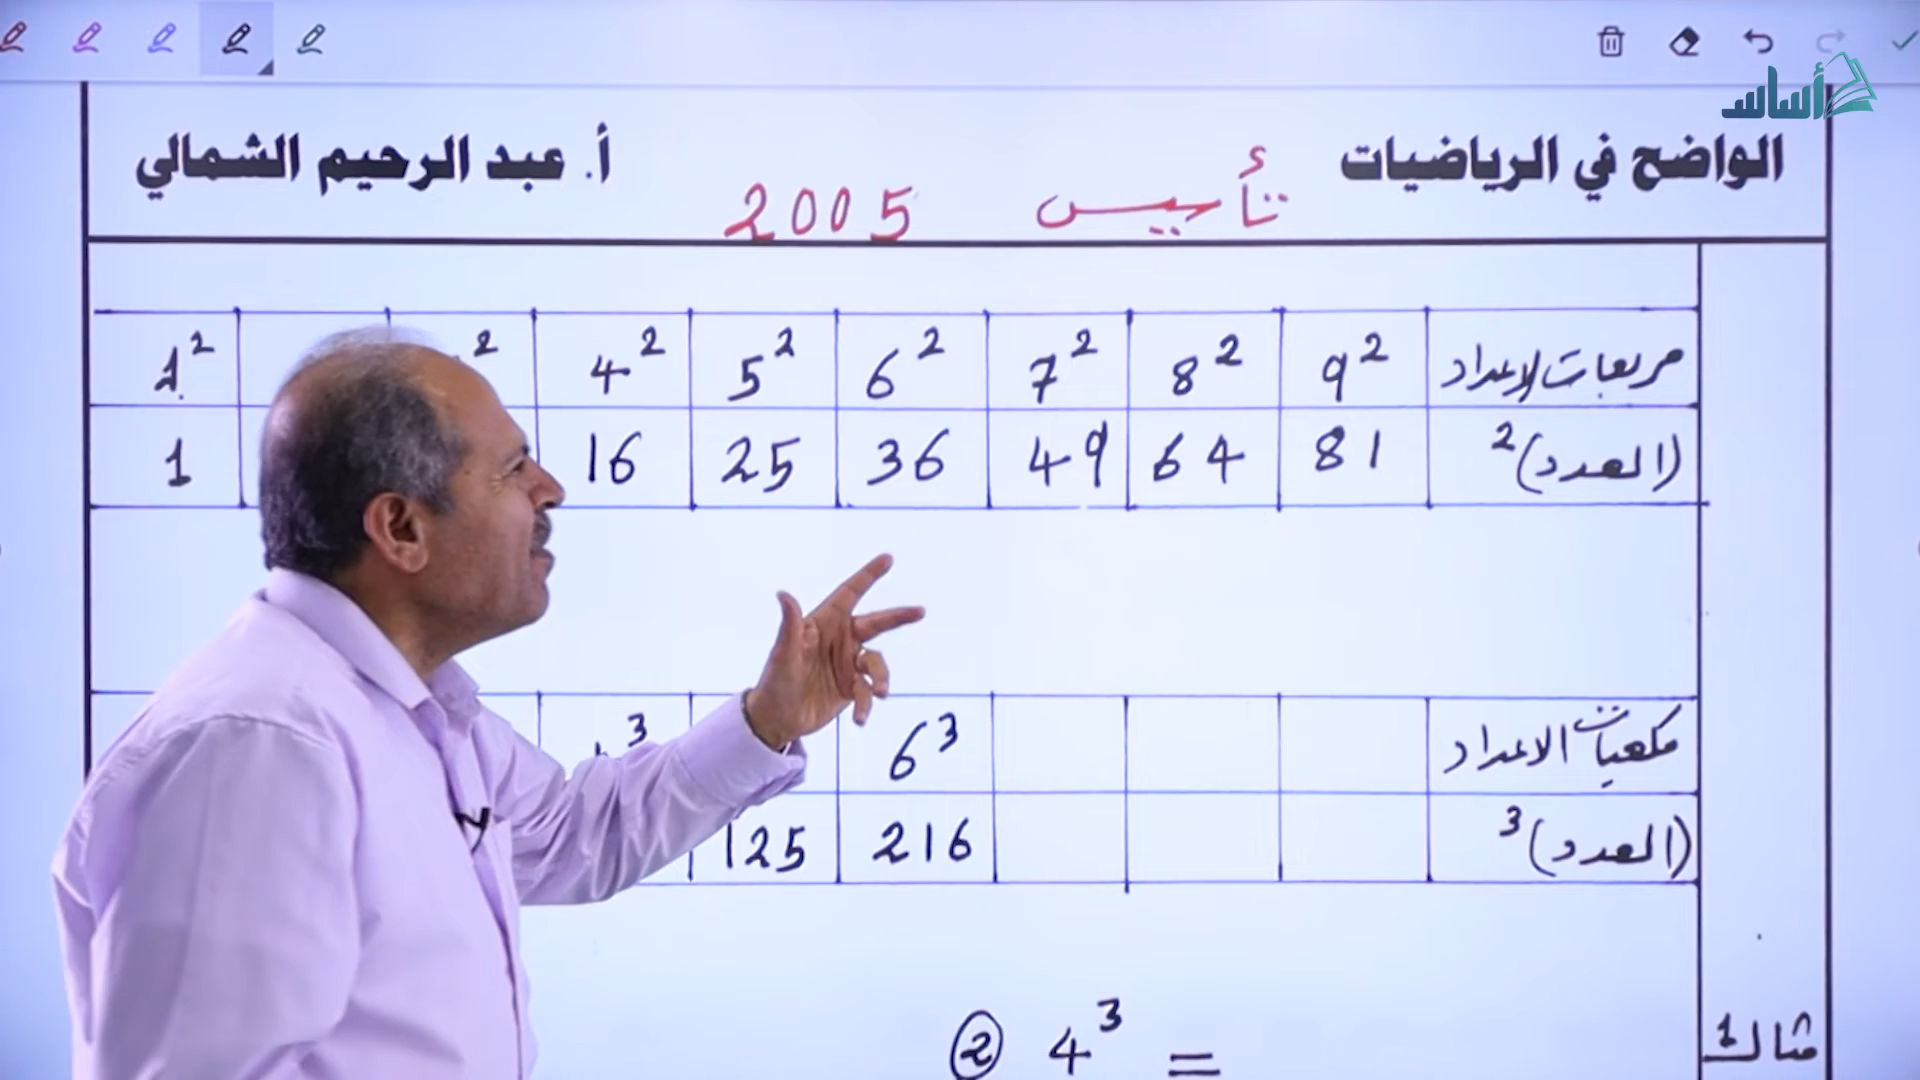 أساس
الواضح في الرياضيات
تأسيس 2005
أ. عبد الرحيم الشمالي
مربعات الاعداد 9² 8² 7² 6² 5² 4² ² 1²
(العدد)² 81 64 49 36 25 16 1
مكعبات الاعداد 6³ ³
(العدد)³ 216 125
مثال 1
② 4³ =